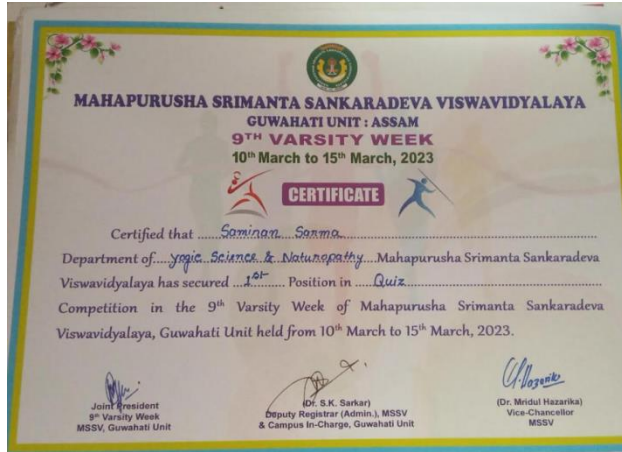 MAHAPURUSHA SRIMANTA SANKARADEVA VISWAVIDYALAYA
GUWAHATI UNIT : ASSAM
9TH VARSITY WEEK
10th March to 15th March, 2023
CERTIFICATE
Certified that Saminan Sarma
Department of Yogic Science & Naturopathy Mahapurusha Srimanta Sankaradeva
Viswavidyalaya has secured 1st Position in Quiz
Competition in the 9th Varsity Week of Mahapurusha Srimanta Sankaradeva
Viswavidyalaya, Guwahati Unit held from 10th March to 15th March, 2023.
Joint President
9th Varsity Week
MSSV, Guwahati Unit
(Dr. S.K. Sarkar)
Deputy Registrar (Admin.), MSSV
& Campus In-Charge, Guwahati Unit
(Dr. Mridul Hazarika)
Vice-Chancellor
MSSV